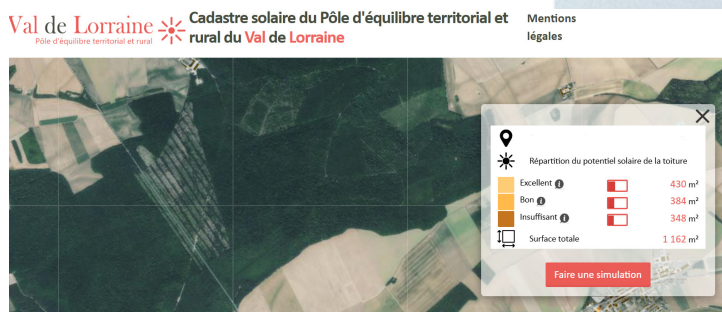 Val de Lorraine
Pôle d'équilibre territorial et rural
Cadastre solaire du Pôle d'équilibre territorial et
rural du Val de Lorraine
Mentions
légales
Répartition du potentiel solaire de la toiture
Excellent 430 m²
Bon 384 m²
Insuffisant 348 m²
Surface totale 1 162 m²
Faire une simulation